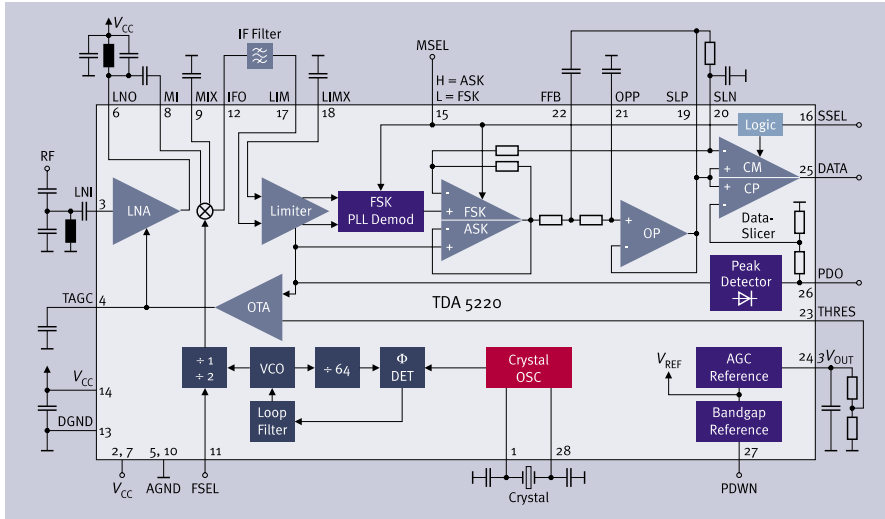 VCC
IF Filter
MSEL
H = ASK
L = FSK
LNO
MI
MIX
IFO
LIM
LIMX
FFB
OPP
SLP
SLN
6
8
9
12
17
18
15
22
21
19
20
16
SSEL
Logic
RF
LNI
3
LNA
Limiter
FSK
PLL Demod
-
FSK
+
-
ASK
+
+
OP
-
-
CM
+
+
CP
-
25
DATA
Data-
Slicer
Peak
Detector
PDO
26
TAGC
4
OTA
TDA 5220
THRES
23
÷ 1
÷ 2
VCO
÷ 64
Φ
DET
Crystal
OSC
VREF
AGC
Reference
24
3VOUT
VCC
14
Loop
Filter
Bandgap
Reference
DGND
13
2, 7
5, 10
11
1
28
27
VCC
AGND
FSEL
Crystal
PDWN